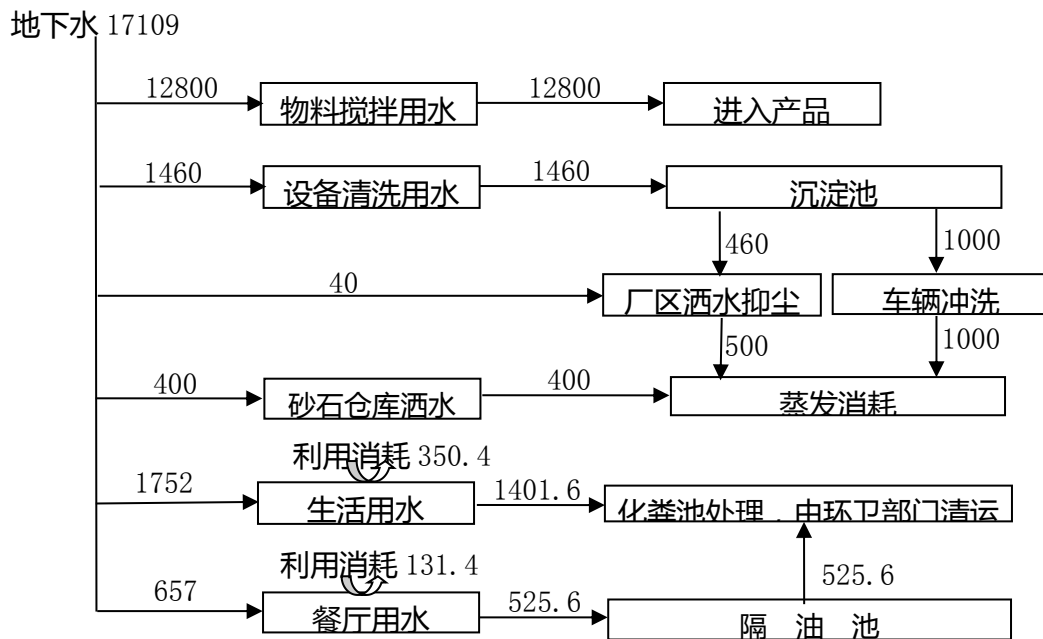 地下水 17109
12800
物料搅拌用水
12800
进入产品
1460
设备清洗用水
1460
沉淀池
460
1000
40
厂区洒水抑尘
车辆冲洗
500
1000
400
砂石仓库洒水
400
蒸发消耗
利用消耗 350.4
1752
生活用水
1401.6
化粪池处理，由环卫部门清运
利用消耗 131.4
657
餐厅用水
525.6
525.6
隔 油 池